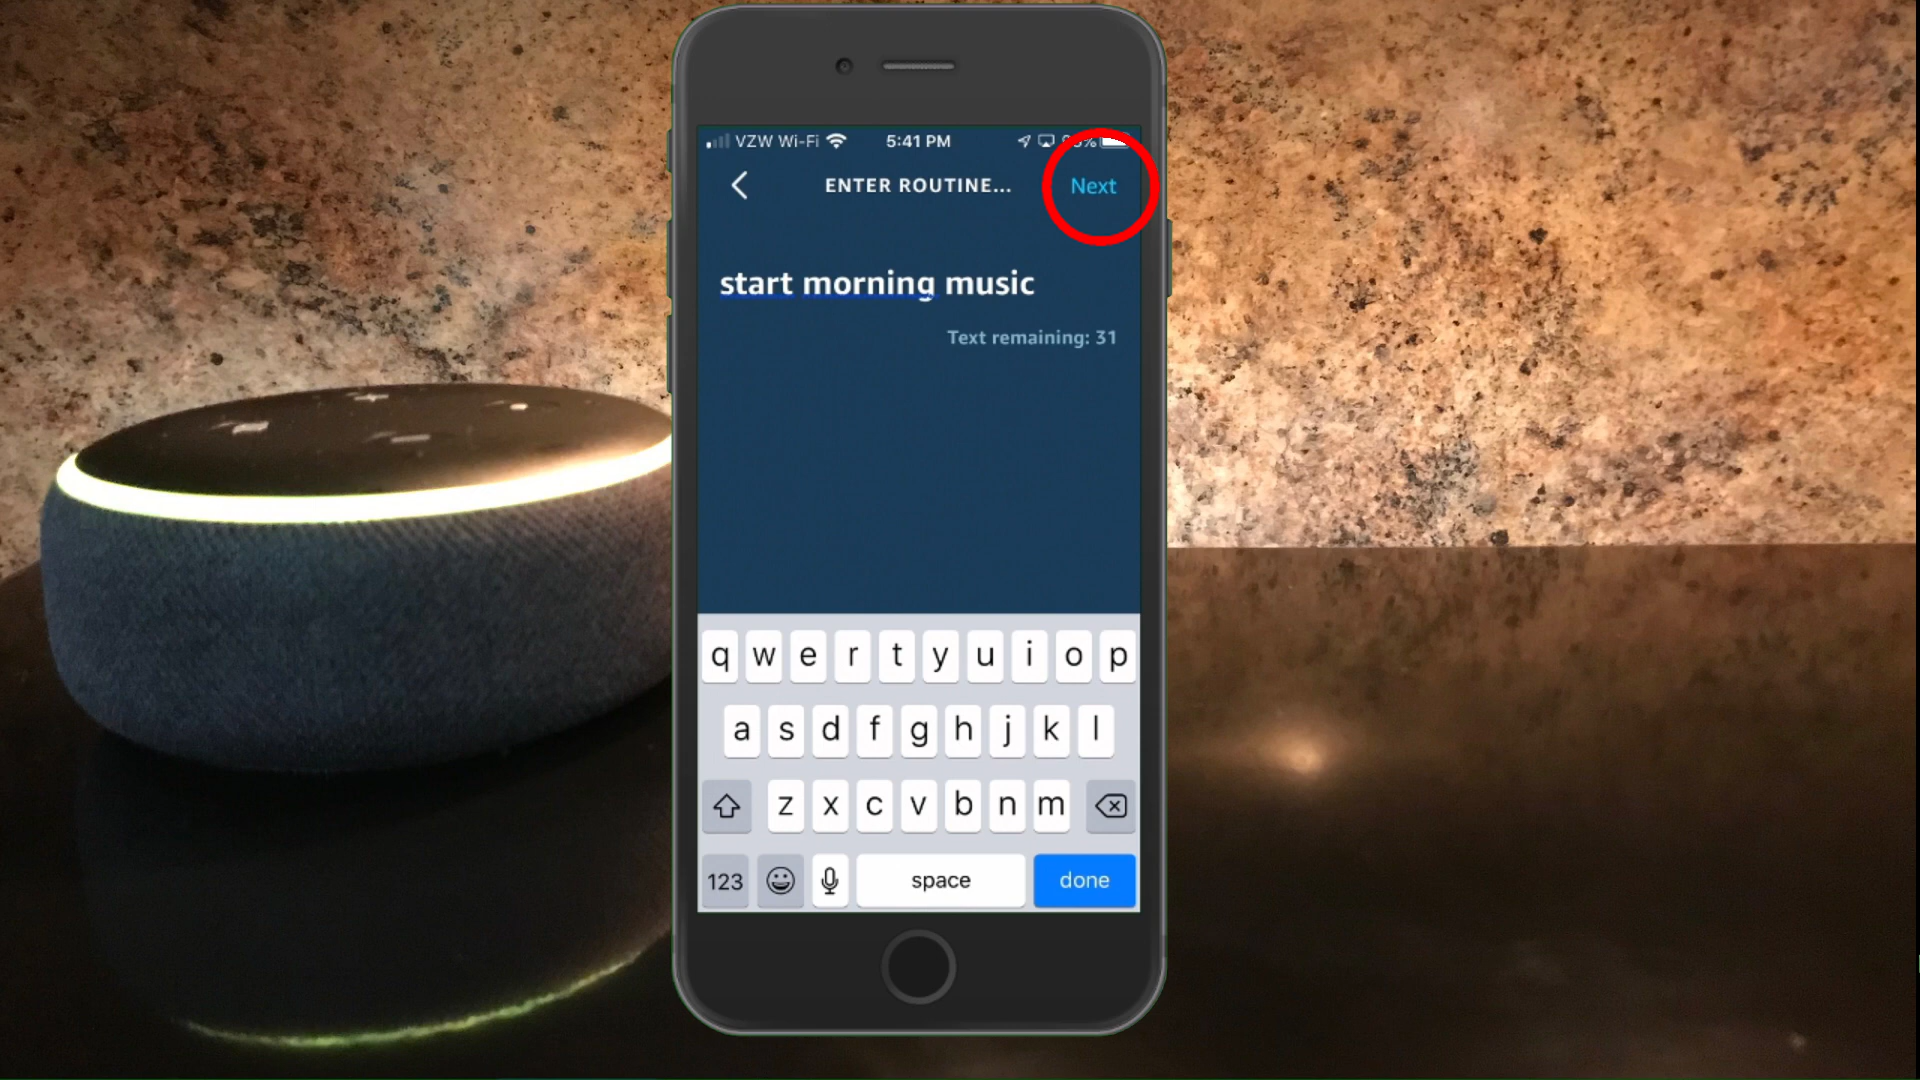 VZW Wi-Fi 5:41 PM
ENTER ROUTINE... Next
start morning music
Text remaining: 31
q w e r t y u i o p
a s d f g h j k l
z x c v b n m
123 space done